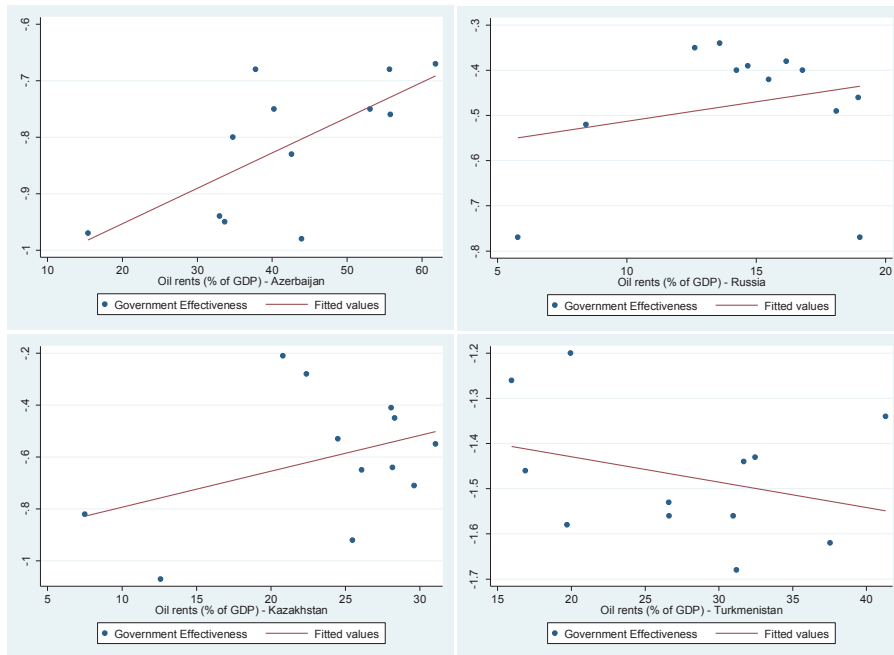 -.6
-.7
-.8
-.9
-1
10 20 30 40 50 60
Oil rents (% of GDP) - Azerbaijan
Government Effectiveness Fitted values
-.3
-.4
-.5
-.6
-.7
-.8
5 10 15 20
Oil rents (% of GDP) - Russia
Government Effectiveness Fitted values
-.2
-.4
-.6
-.8
-1
5 10 15 20 25 30
Oil rents (% of GDP) - Kazakhstan
Government Effectiveness Fitted values
-1.2
-1.3
-1.4
-1.5
-1.6
-1.7
15 20 25 30 35 40
Oil rents (% of GDP) - Turkmenistan
Government Effectiveness Fitted values